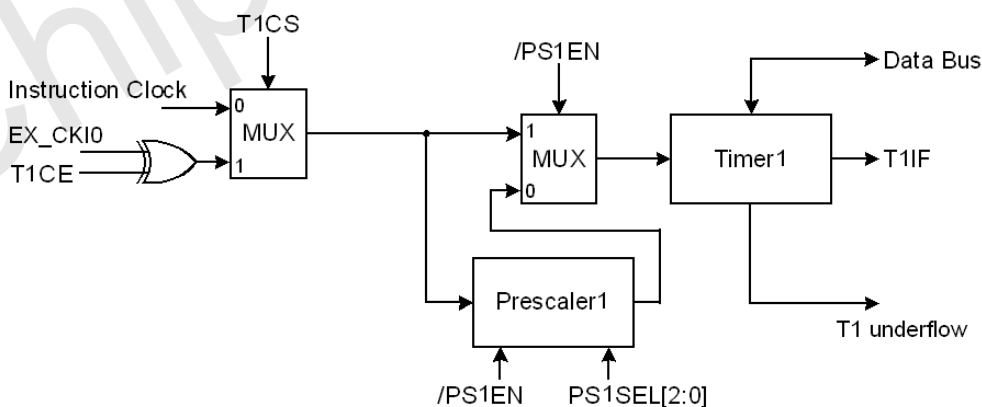 T1CS
/PS1EN
Data Bus
Instruction Clock
0
MUX
EX_CKI0
T1CE
1
1
MUX
0
Timer1
T1IF
Prescaler1
T1 underflow
/PS1EN
PS1SEL[2:0]
chip